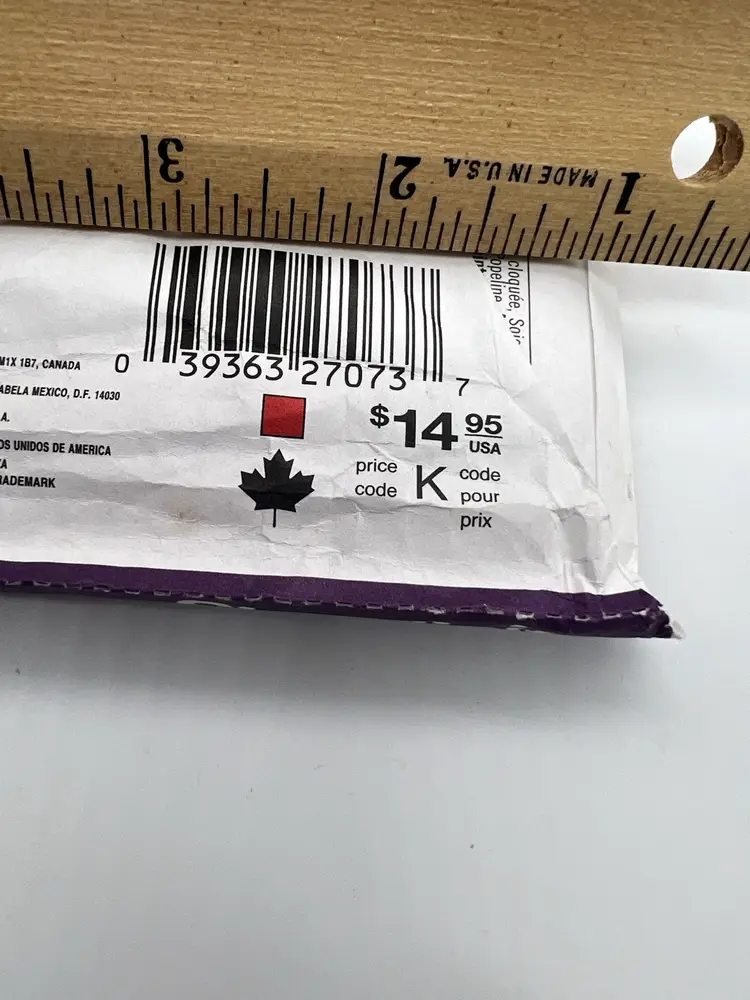 3 2 MADE IN U.S.A. 1
cloquée, Soi
opeline
M1X 1B7, CANADA
0 39363 27073 7
ABELA MEXICO, D.F. 14030
A.
OS UNIDOS DE AMERICA
A
RADEMARK
$14 95
USA
price code K code pour prix